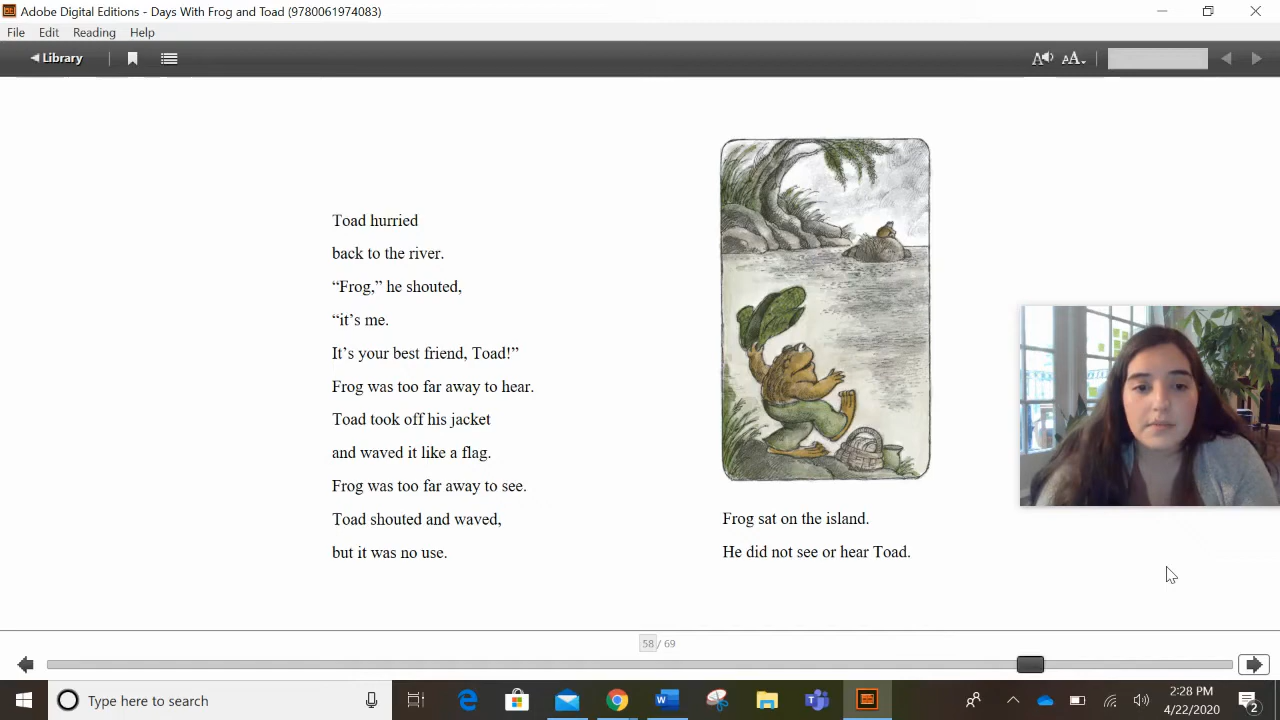 Adobe Digital Editions - Days With Frog and Toad (9780061974083)
File Edit Reading Help
Library
A AA
Toad hurried
back to the river.
“Frog,” he shouted,
“it’s me.
It’s your best friend, Toad!”
Frog was too far away to hear.
Toad took off his jacket
and waved it like a flag.
Frog was too far away to see.
Toad shouted and waved,
but it was no use.
Frog sat on the island.
He did not see or hear Toad.
58 / 69
Type here to search
2:28 PM
4/22/2020
2